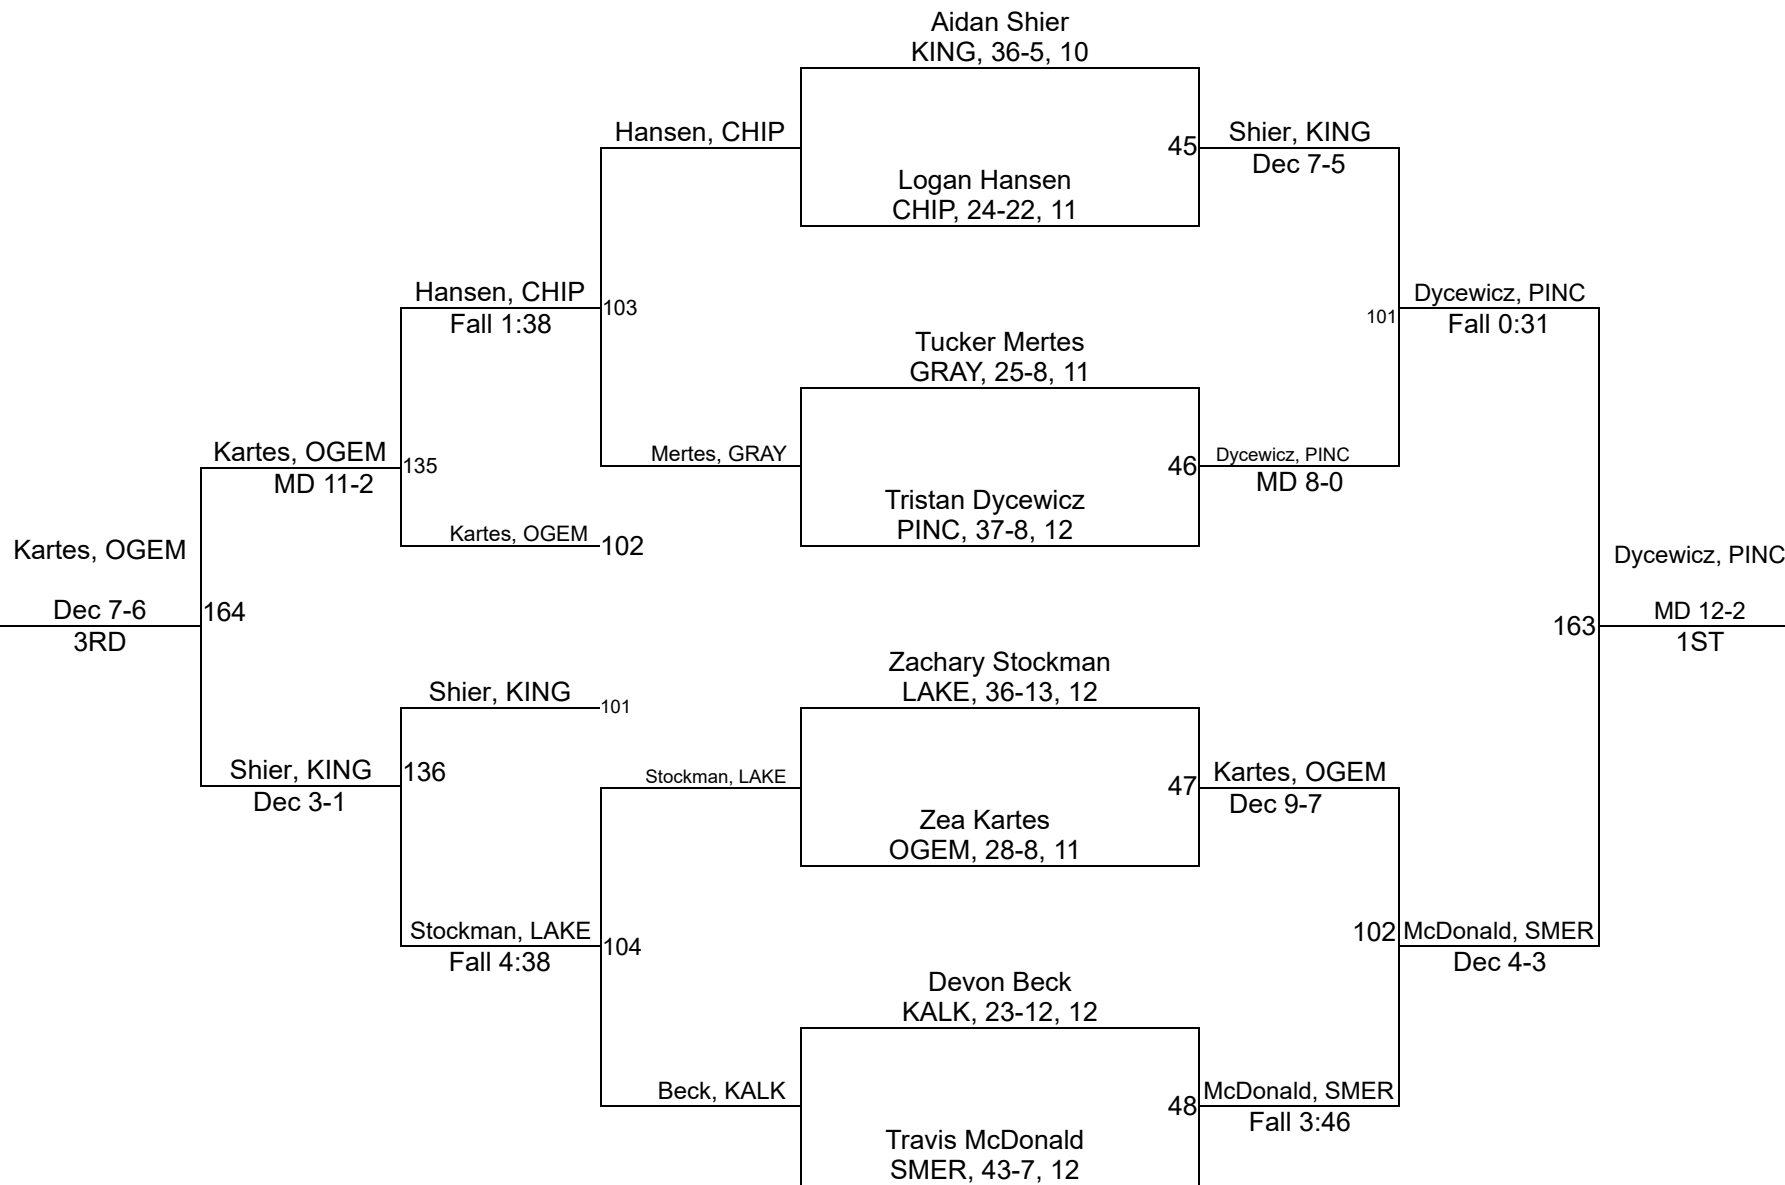 Aidan Shier
KING, 36-5, 10
Hansen, CHIP
45
Shier, KING
Dec 7-5
Logan Hansen
CHIP, 24-22, 11
Hansen, CHIP
Fall 1:38
103
101
Dycewicz, PINC
Fall 0:31
Tucker Mertes
GRAY, 25-8, 11
Kartes, OGEM
MD 11-2
135
Mertes, GRAY
46
Dycewicz, PINC
MD 8-0
Tristan Dycewicz
PINC, 37-8, 12
Kartes, OGEM
102
Kartes, OGEM
Dec 7-6
3RD
164
Dycewicz, PINC
163
MD 12-2
1ST
Zachary Stockman
LAKE, 36-13, 12
Shier, KING
101
Shier, KING
Dec 3-1
136
Stockman, LAKE
47
Kartes, OGEM
Dec 9-7
Zea Kartes
OGEM, 28-8, 11
Stockman, LAKE
Fall 4:38
104
102
McDonald, SMER
Dec 4-3
Devon Beck
KALK, 23-12, 12
Beck, KALK
48
McDonald, SMER
Fall 3:46
Travis McDonald
SMER, 43-7, 12